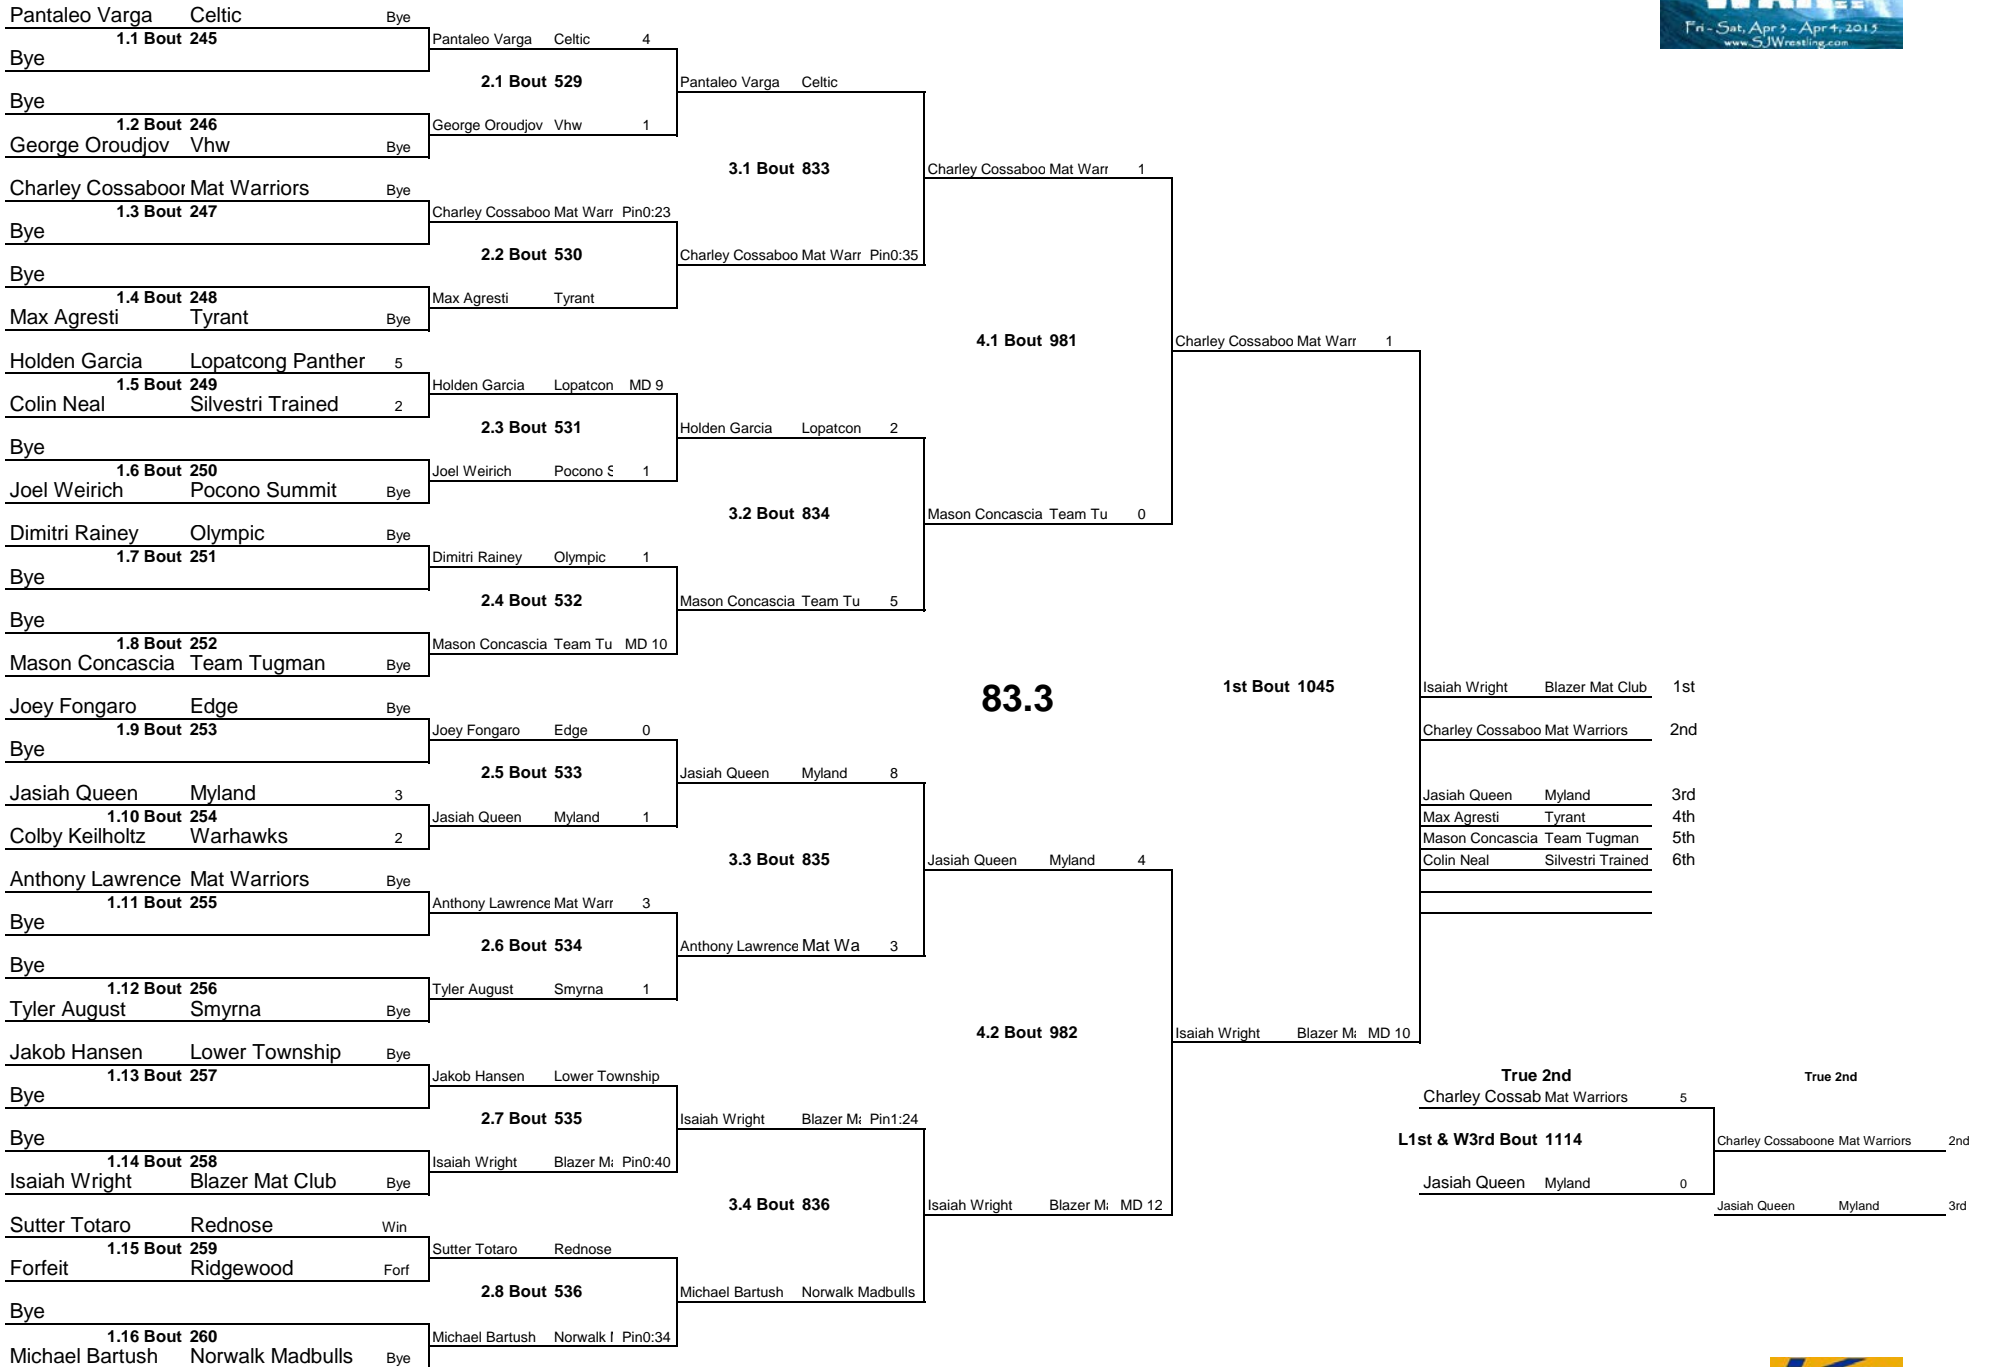 Fri - Sat, Apr 3 - Apr 4, 2015
www.SJWrestling.com
Pantaleo Varga Celtic Bye
1.1 Bout 245
Bye
Bye
1.2 Bout 246
George Oroudjov Vhw Bye
Charley Cossaboor Mat Warriors Bye
1.3 Bout 247
Bye
Bye
1.4 Bout 248
Max Agresti Tyrant Bye
Holden Garcia Lopatcong Panther 5
1.5 Bout 249
Colin Neal Silvestri Trained 2
Bye
1.6 Bout 250
Joel Weirich Pocono Summit Bye
Dimitri Rainey Olympic Bye
1.7 Bout 251
Bye
Bye
1.8 Bout 252
Mason Concascia Team Tugman Bye
Joey Fongaro Edge Bye
1.9 Bout 253
Bye
Jasiah Queen Myland 3
1.10 Bout 254
Colby Keilholtz Warhawks 2
Anthony Lawrence Mat Warriors Bye
1.11 Bout 255
Bye
Bye
1.12 Bout 256
Tyler August Smyrna Bye
Jakob Hansen Lower Township Bye
1.13 Bout 257
Bye
Bye
1.14 Bout 258
Isaiah Wright Blazer Mat Club Bye
Sutter Totaro Rednose Win
1.15 Bout 259
Forfeit Ridgewood Forf
Bye
1.16 Bout 260
Michael Bartush Norwalk Madbulls Bye
Pantaleo Varga Celtic 4
2.1 Bout 529
George Oroudjov Vhw 1
Charley Cossaboo Mat Warr Pin0:23
2.2 Bout 530
Max Agresti Tyrant
Holden Garcia Lopatcon MD 9
2.3 Bout 531
Joel Weirich Pocono S 1
Dimitri Rainey Olympic 1
2.4 Bout 532
Mason Concascia Team Tu MD 10
Joey Fongaro Edge 0
2.5 Bout 533
Jasiah Queen Myland 1
Anthony Lawrence Mat Warr 3
2.6 Bout 534
Tyler August Smyrna 1
Jakob Hansen Lower Township
2.7 Bout 535
Isaiah Wright Blazer Ma Pin0:40
Sutter Totaro Rednose
2.8 Bout 536
Michael Bartush Norwalk Pin0:34
Pantaleo Varga Celtic
3.1 Bout 833
Charley Cossaboo Mat Warr Pin0:35
Holden Garcia Lopatcon 2
3.2 Bout 834
Mason Concascia Team Tu 5
Jasiah Queen Myland 8
3.3 Bout 835
Anthony Lawrence Mat Wa 3
Isaiah Wright Blazer Ma Pin1:24
3.4 Bout 836
Michael Bartush Norwalk Madbulls
Charley Cossaboo Mat Warr 1
4.1 Bout 981
Mason Concascia Team Tu 0
83.3
Jasiah Queen Myland 4
4.2 Bout 982
Isaiah Wright Blazer Ma MD 12
Charley Cossaboo Mat Warr 1
1st Bout 1045
Isaiah Wright Blazer Ma MD 10
Isaiah Wright Blazer Mat Club 1st
Charley Cossaboo Mat Warriors 2nd
Jasiah Queen Myland 3rd
Max Agresti Tyrant 4th
Mason Concascia Team Tugman 5th
Colin Neal Silvestri Trained 6th
True 2nd
Charley Cossab Mat Warriors 5
L1st & W3rd Bout 1114
Jasiah Queen Myland 0
True 2nd
Charley Cossaboone Mat Warriors 2nd
Jasiah Queen Myland 3rd